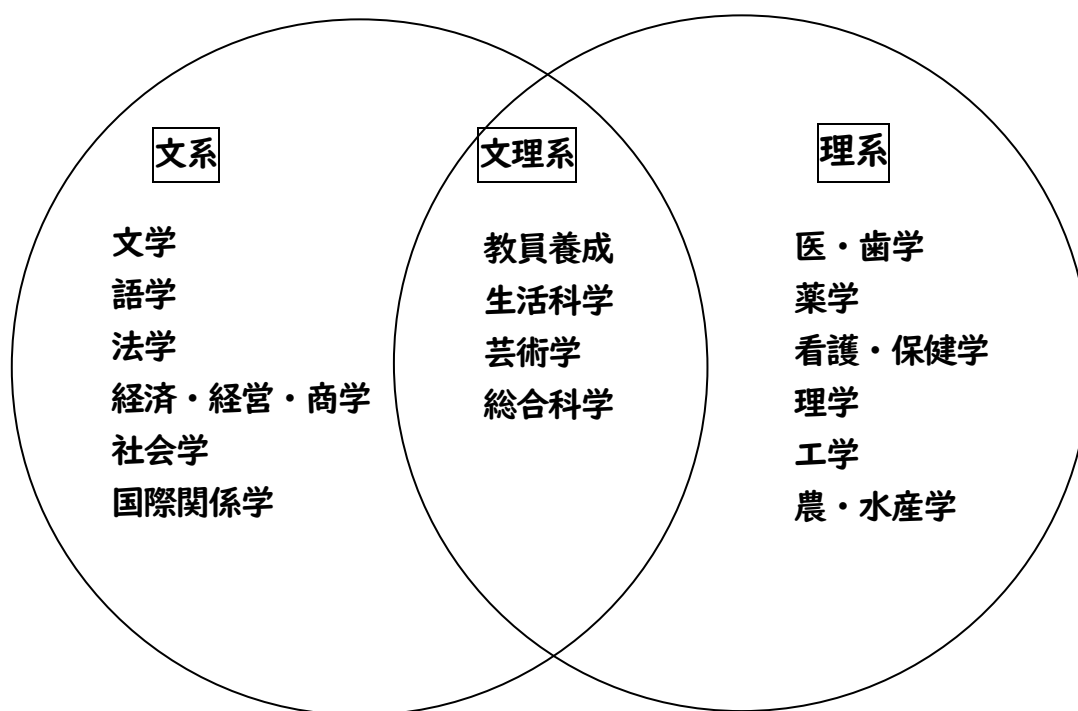 文系
文学
語学
法学
経済・経営・商学
社会学
国際関係学
文理系
教員養成
生活科学
芸術学
総合科学
理系
医・歯学
薬学
看護・保健学
理学
工学
農・水産学